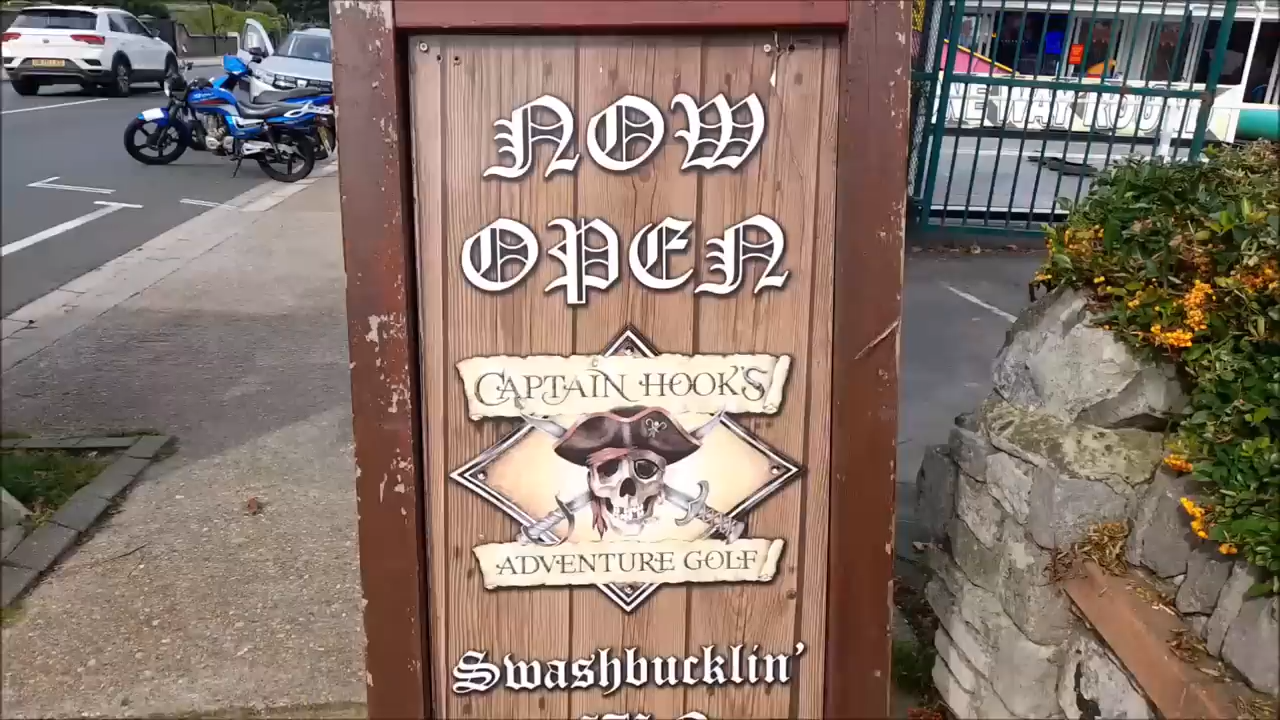 NOW
OPEN
CAPTAIN HOOK'S
ADVENTURE GOLF
Swashbucklin'